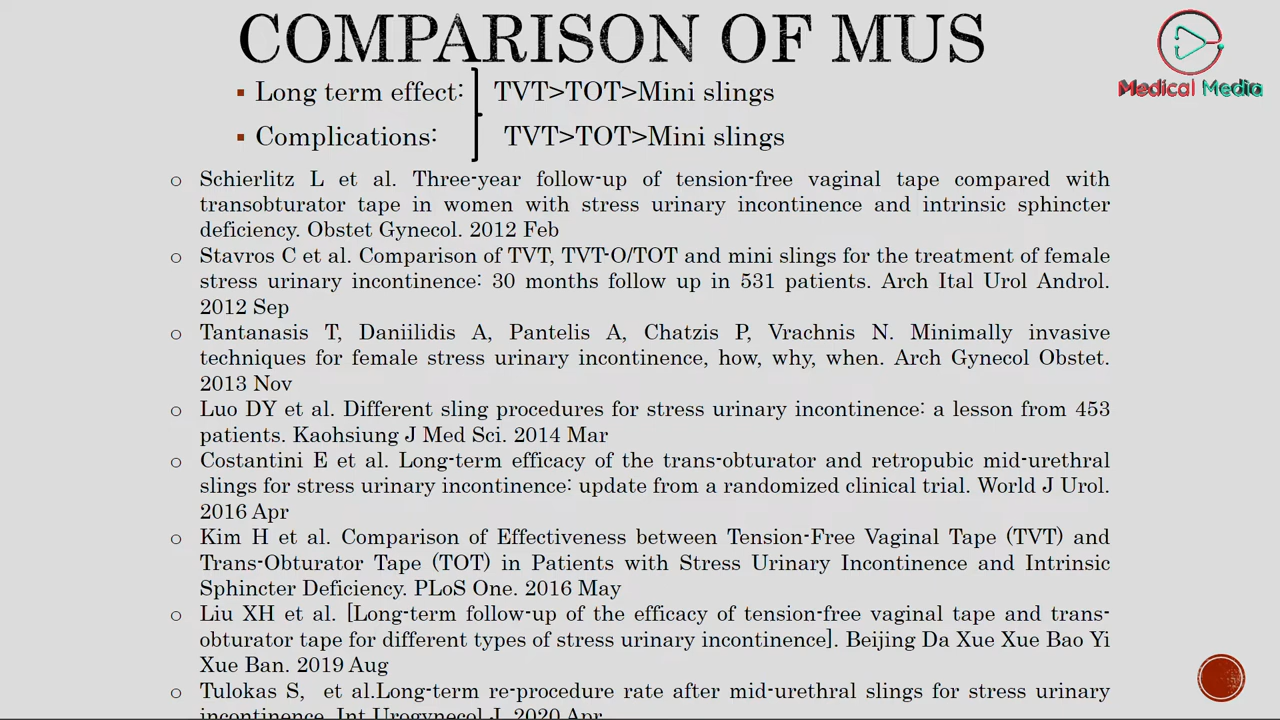 COMPARISON OF MUS
Medical Media
▪ Long term effect: TVT>TOT>Mini slings
▪ Complications: TVT>TOT>Mini slings
o Schierlitz L et al. Three-year follow-up of tension-free vaginal tape compared with
transobturator tape in women with stress urinary incontinence and intrinsic sphincter
deficiency. Obstet Gynecol. 2012 Feb
o Stavros C et al. Comparison of TVT, TVT-O/TOT and mini slings for the treatment of female
stress urinary incontinence: 30 months follow up in 531 patients. Arch Ital Urol Androl.
2012 Sep
o Tantanasis T, Daniilidis A, Pantelis A, Chatzis P, Vrachnis N. Minimally invasive
techniques for female stress urinary incontinence, how, why, when. Arch Gynecol Obstet.
2013 Nov
o Luo DY et al. Different sling procedures for stress urinary incontinence: a lesson from 453
patients. Kaohsiung J Med Sci. 2014 Mar
o Costantini E et al. Long-term efficacy of the trans-obturator and retropubic mid-urethral
slings for stress urinary incontinence: update from a randomized clinical trial. World J Urol.
2016 Apr
o Kim H et al. Comparison of Effectiveness between Tension-Free Vaginal Tape (TVT) and
Trans-Obturator Tape (TOT) in Patients with Stress Urinary Incontinence and Intrinsic
Sphincter Deficiency. PLoS One. 2016 May
o Liu XH et al. [Long-term follow-up of the efficacy of tension-free vaginal tape and trans-
obturator tape for different types of stress urinary incontinence]. Beijing Da Xue Xue Bao Yi
Xue Ban. 2019 Aug
o Tulokas S, et al.Long-term re-procedure rate after mid-urethral slings for stress urinary
incontinence. Int Urogynecol J. 2020 Apr